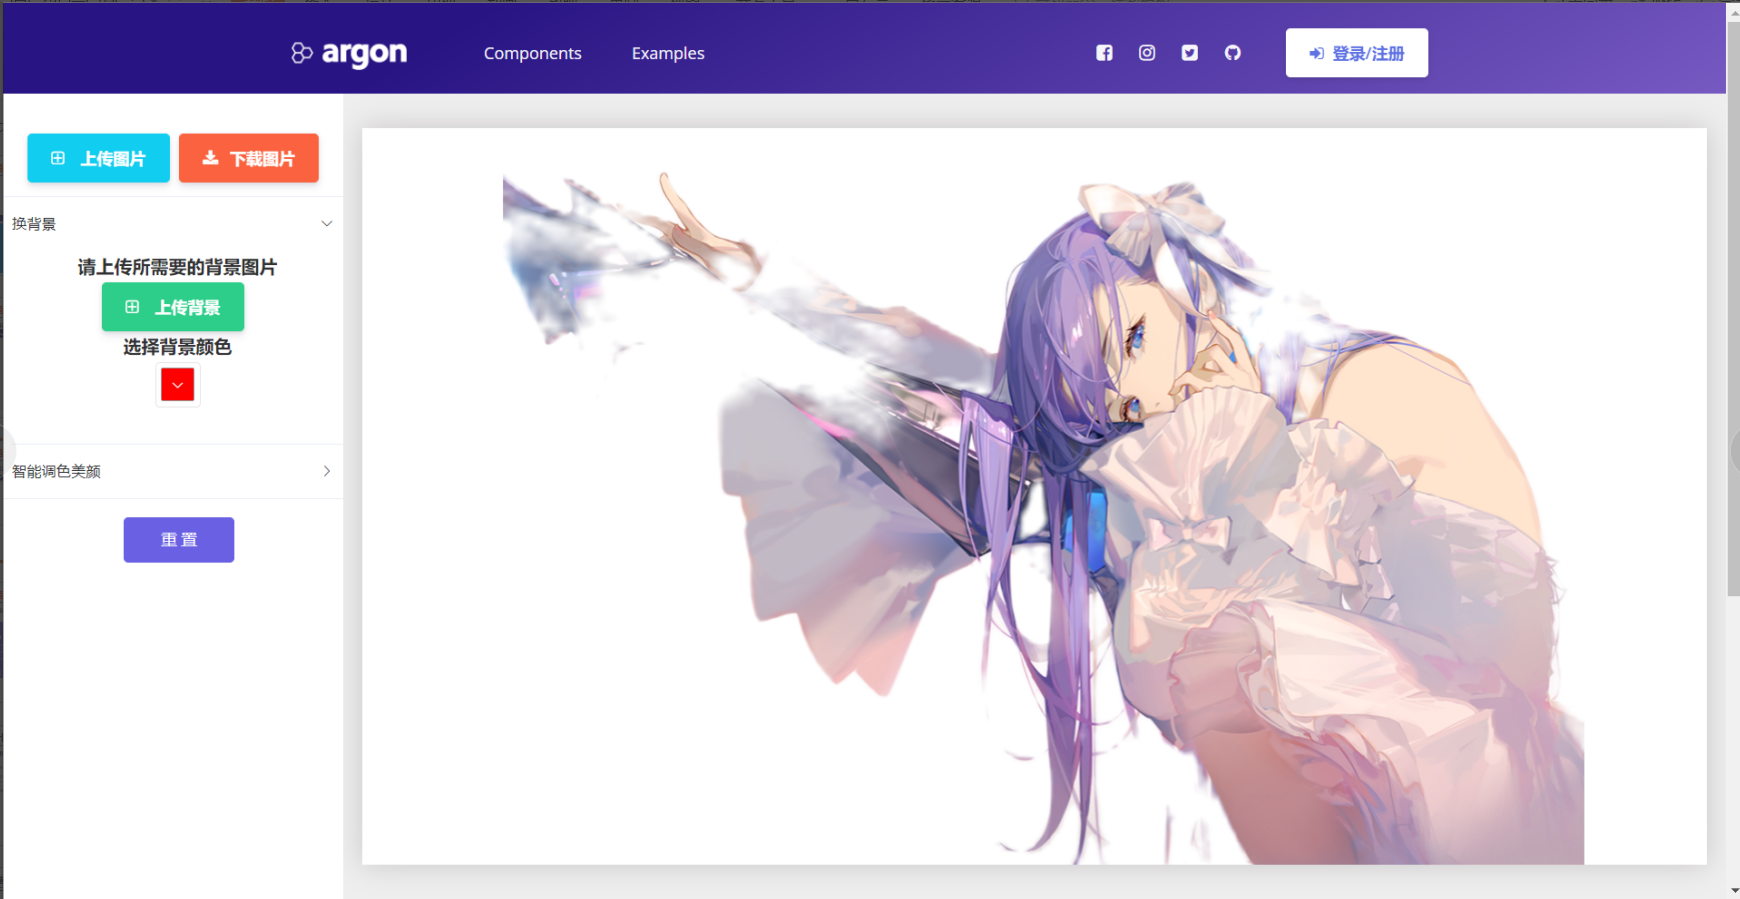 argon
Components
Examples
登录/注册
上传图片
下载图片
换背景
请上传所需要的背景图片
上传背景
选择背景颜色
智能调色美颜
重 置